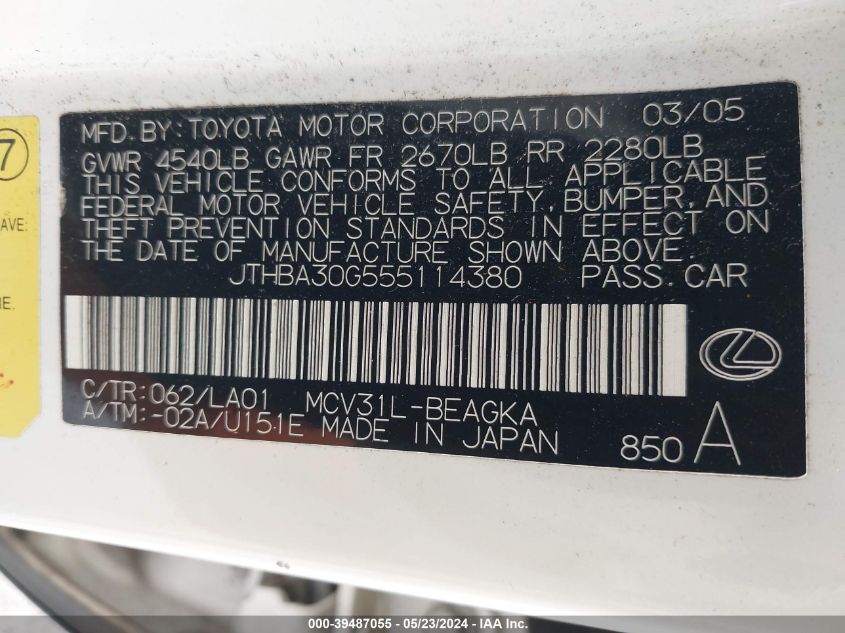 7
AVE.
RE.
MFD.BY:TOYOTA MOTOR CORPORATION 03/05
GVWR 4540LB GAWR FR 2670LB RR 2280LB
THIS VEHICLE CONFORMS TO ALL APPLICABLE
FEDERAL MOTOR VEHICLE SAFETY,BUMPER,AND
THEFT PREVENTION STANDARDS IN EFFECT ON
THE DATE OF MANUFACTURE SHOWN ABOVE.
JTHBA30G555114380 PASS.CAR
C/TR:062/LA01 MCV31L-BEAGKA
A/TM:-02A/U151E MADE IN JAPAN
850 A
000-39487055 - 05/23/2024 - IAA Inc.